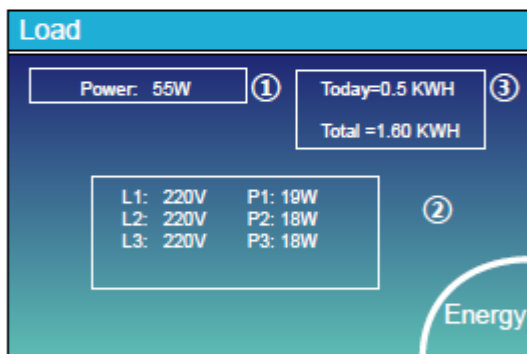 Load
Power: 55W ①
Today=0.5 KWH ③
Total =1.60 KWH
L1: 220V P1: 19W
L2: 220V P2: 18W
L3: 220V P3: 18W
②
Energy